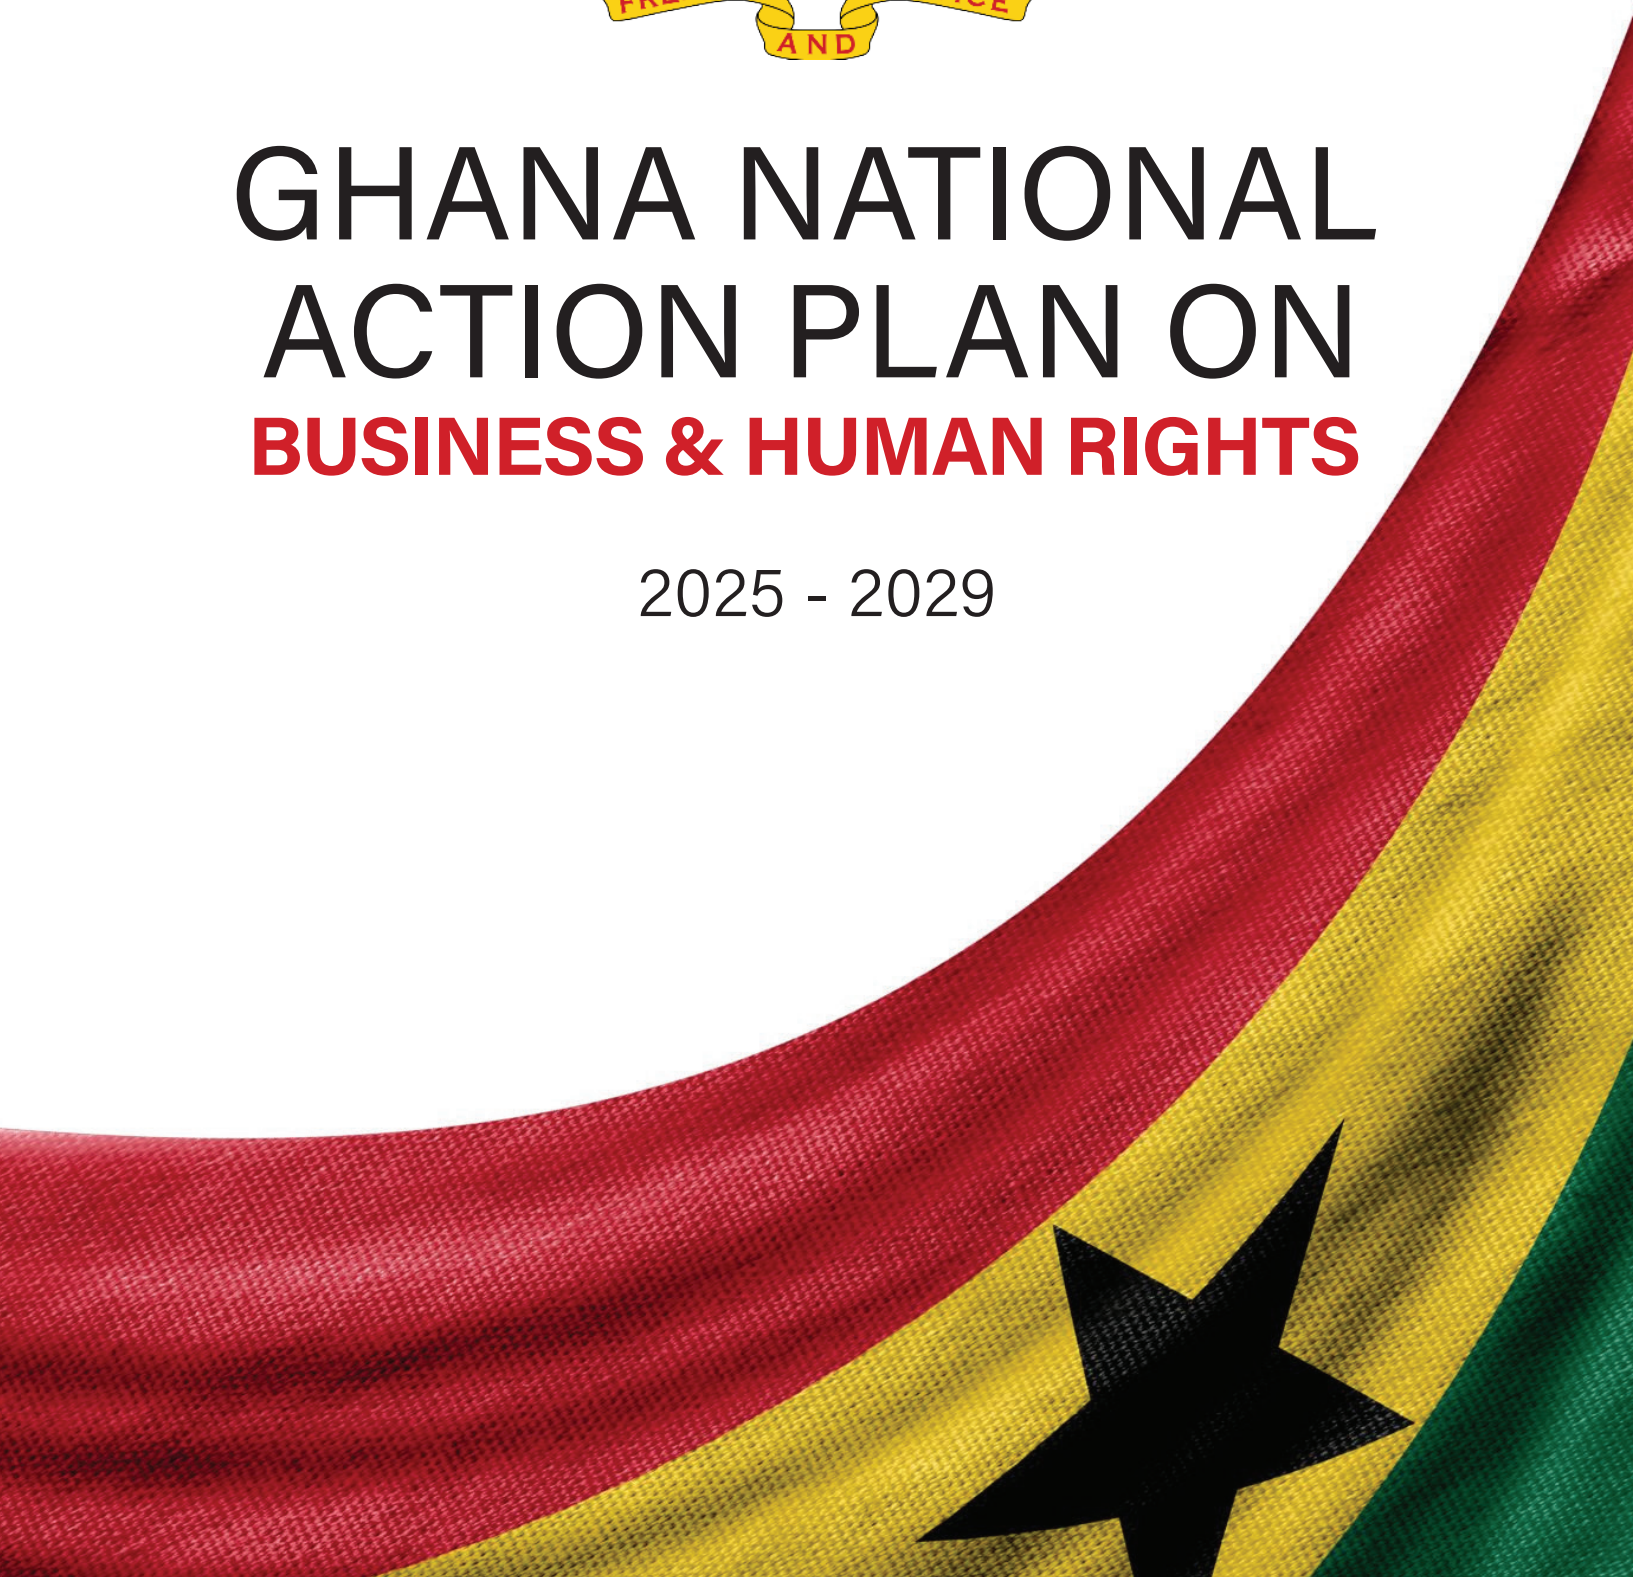 AND
GHANA NATIONAL
ACTION PLAN ON
BUSINESS & HUMAN RIGHTS
2025 - 2029